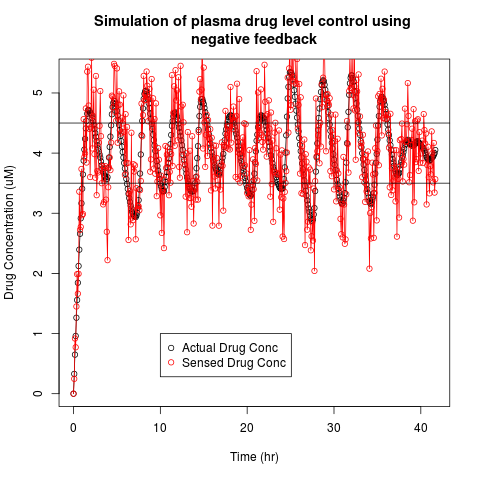 Simulation of plasma drug level control using
negative feedback
Drug Concentration (uM)
5
4
3
2
1
0
Actual Drug Conc
Sensed Drug Conc
0 10 20 30 40
Time (hr)